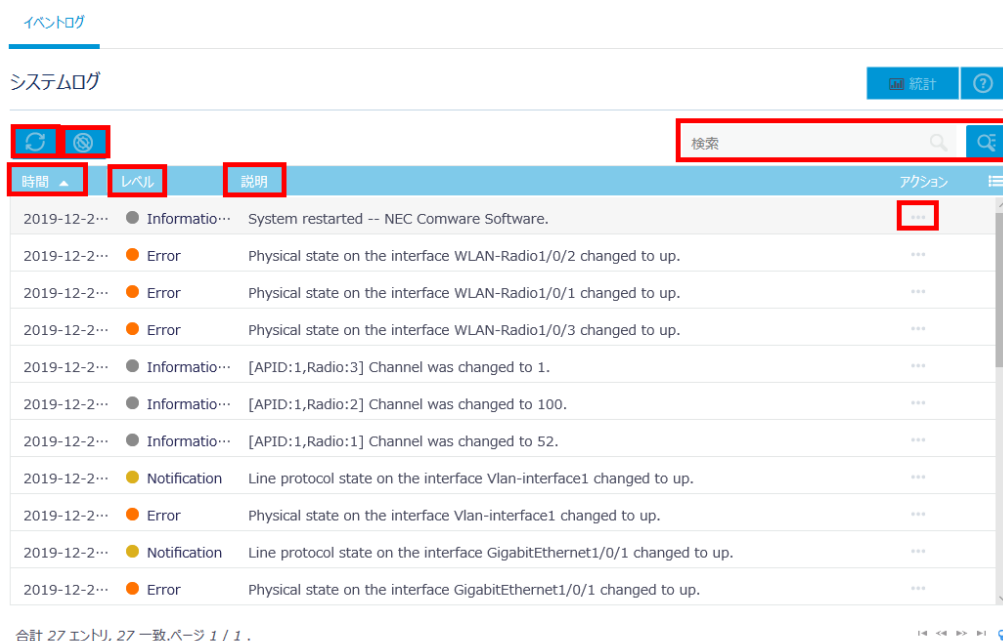 イベントログ
システムログ
統計
検索
時間 レベル 説明 アクション
2019-12-2… Informatio… System restarted -- NEC Comware Software.
2019-12-2… Error Physical state on the interface WLAN-Radio1/0/2 changed to up.
2019-12-2… Error Physical state on the interface WLAN-Radio1/0/1 changed to up.
2019-12-2… Error Physical state on the interface WLAN-Radio1/0/3 changed to up.
2019-12-2… Informatio… [APID:1,Radio:3] Channel was changed to 1.
2019-12-2… Informatio… [APID:1,Radio:2] Channel was changed to 100.
2019-12-2… Informatio… [APID:1,Radio:1] Channel was changed to 52.
2019-12-2… Notification Line protocol state on the interface Vlan-interface1 changed to up.
2019-12-2… Error Physical state on the interface Vlan-interface1 changed to up.
2019-12-2… Notification Line protocol state on the interface GigabitEthernet1/0/1 changed to up.
2019-12-2… Error Physical state on the interface GigabitEthernet1/0/1 changed to up.
合計 27 エントリ, 27 一致.ページ 1 / 1 .